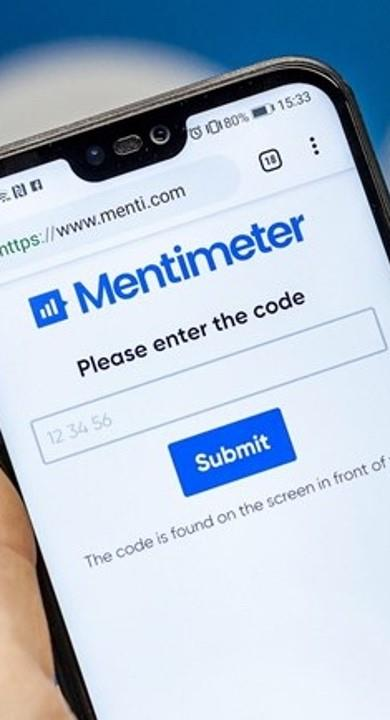 80% 15:33
https://www.menti.com
18
Mentimeter
Please enter the code
12 34 56
Submit
The code is found on the screen in front of